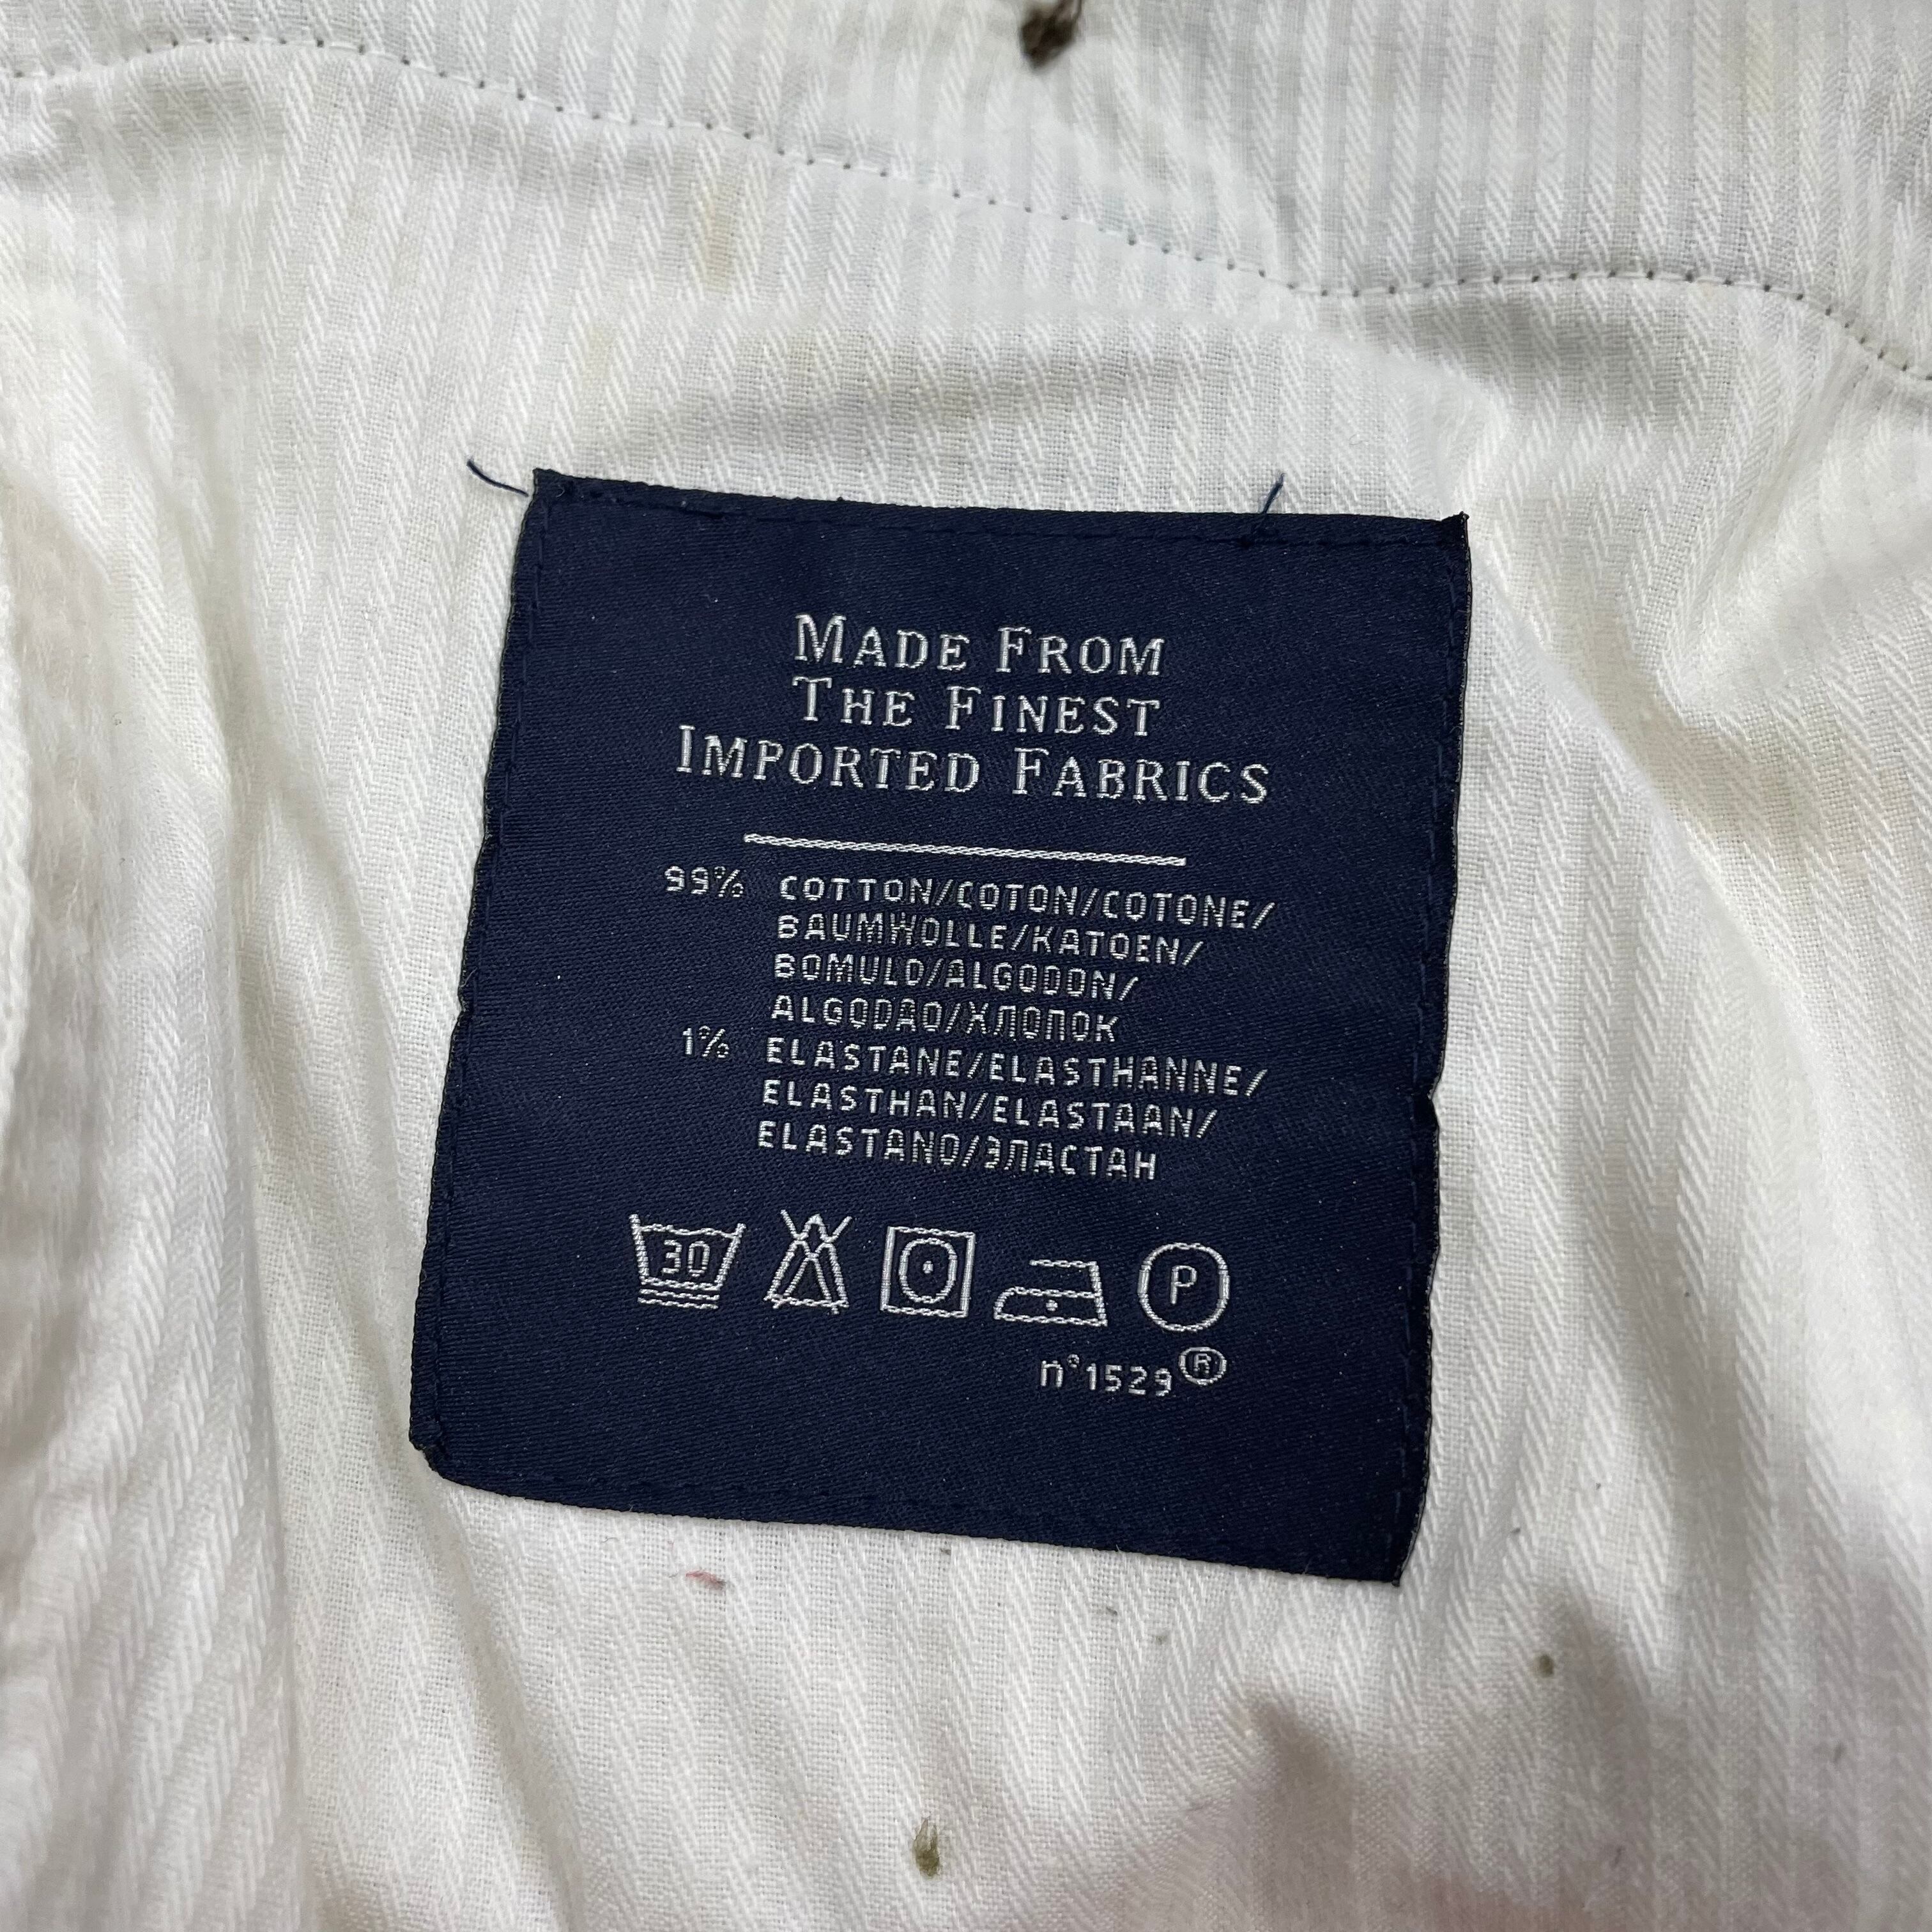 MADE FROM
THE FINEST
IMPORTED FABRICS
99% COTTON/COTON/COTONE/
BAUMWOLLE/KATOEN/
BOMULD/ALGODON/
ALGODAO/ХЛОПОК
1% ELASTANE/ELASTHANNE/
ELASTHAN/ELASTAAN/
ELASTANO/ЭЛАСТАН
30 P
n°1529®